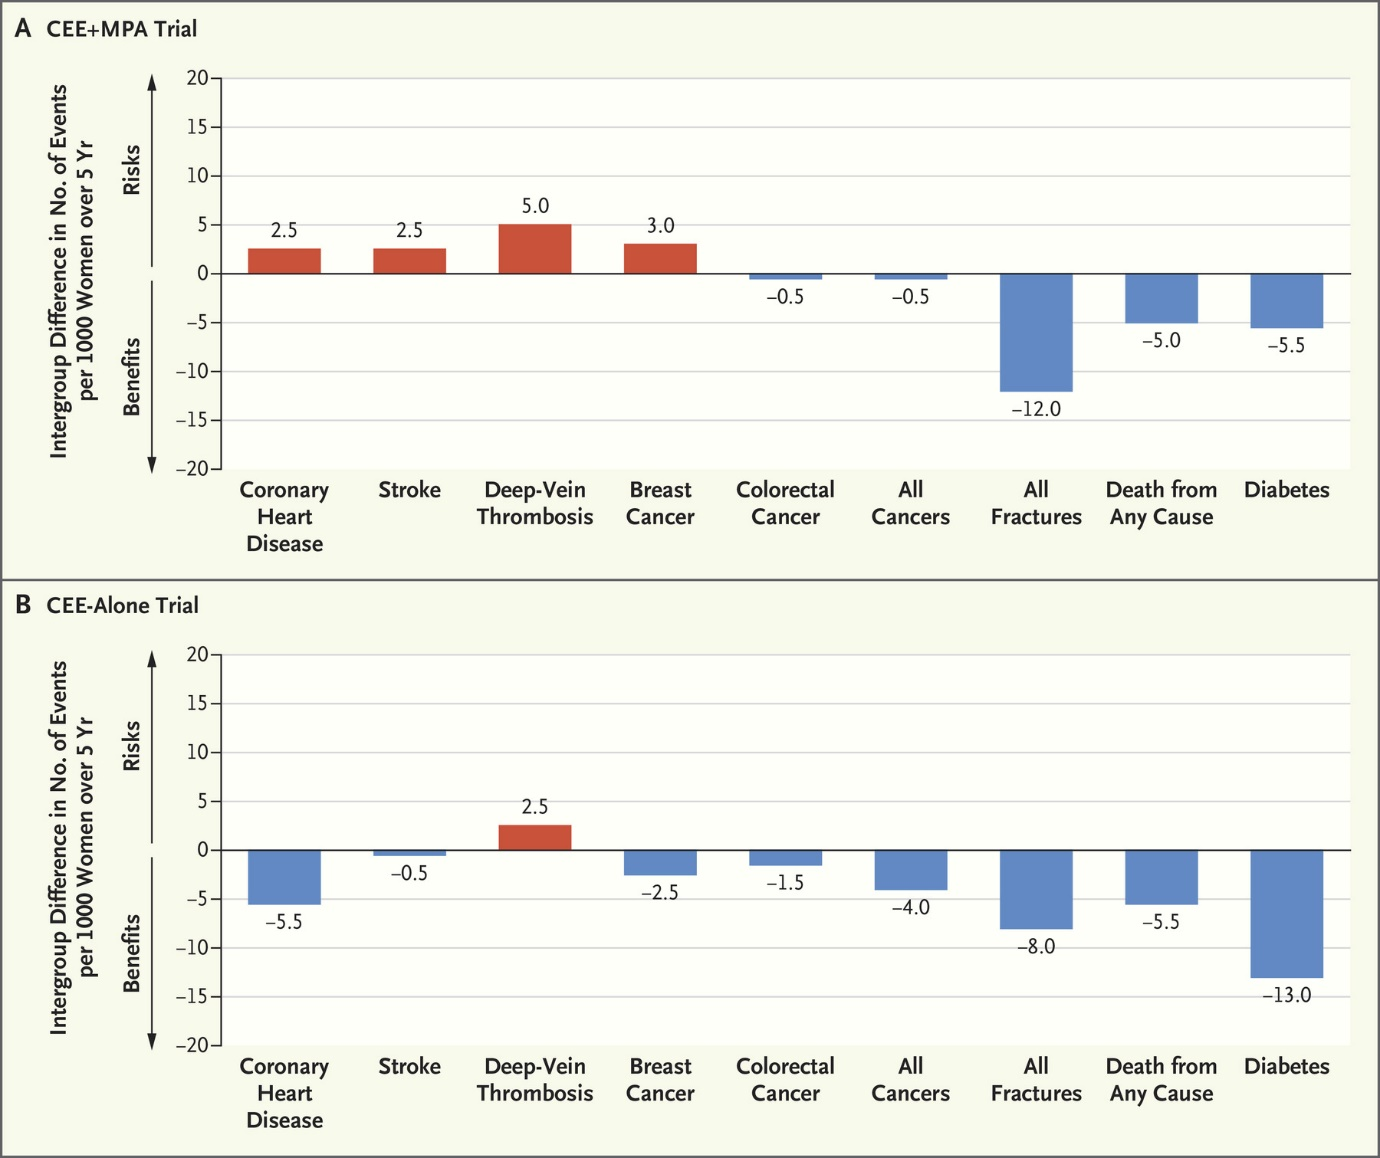 A CEE+MPA Trial
Intergroup Difference in No. of Events
per 1000 Women over 5 Yr
Risks
Benefits
20
15
10
5
0
–5
–10
–15
–20
2.5
2.5
5.0
3.0
–0.5
–0.5
–12.0
–5.0
–5.5
Coronary
Heart
Disease
Stroke
Deep-Vein
Thrombosis
Breast
Cancer
Colorectal
Cancer
All
Cancers
All
Fractures
Death from
Any Cause
Diabetes
B CEE-Alone Trial
Intergroup Difference in No. of Events
per 1000 Women over 5 Yr
Risks
Benefits
20
15
10
5
0
–5
–10
–15
–20
–5.5
–0.5
2.5
–2.5
–1.5
–4.0
–8.0
–5.5
–13.0
Coronary
Heart
Disease
Stroke
Deep-Vein
Thrombosis
Breast
Cancer
Colorectal
Cancer
All
Cancers
All
Fractures
Death from
Any Cause
Diabetes